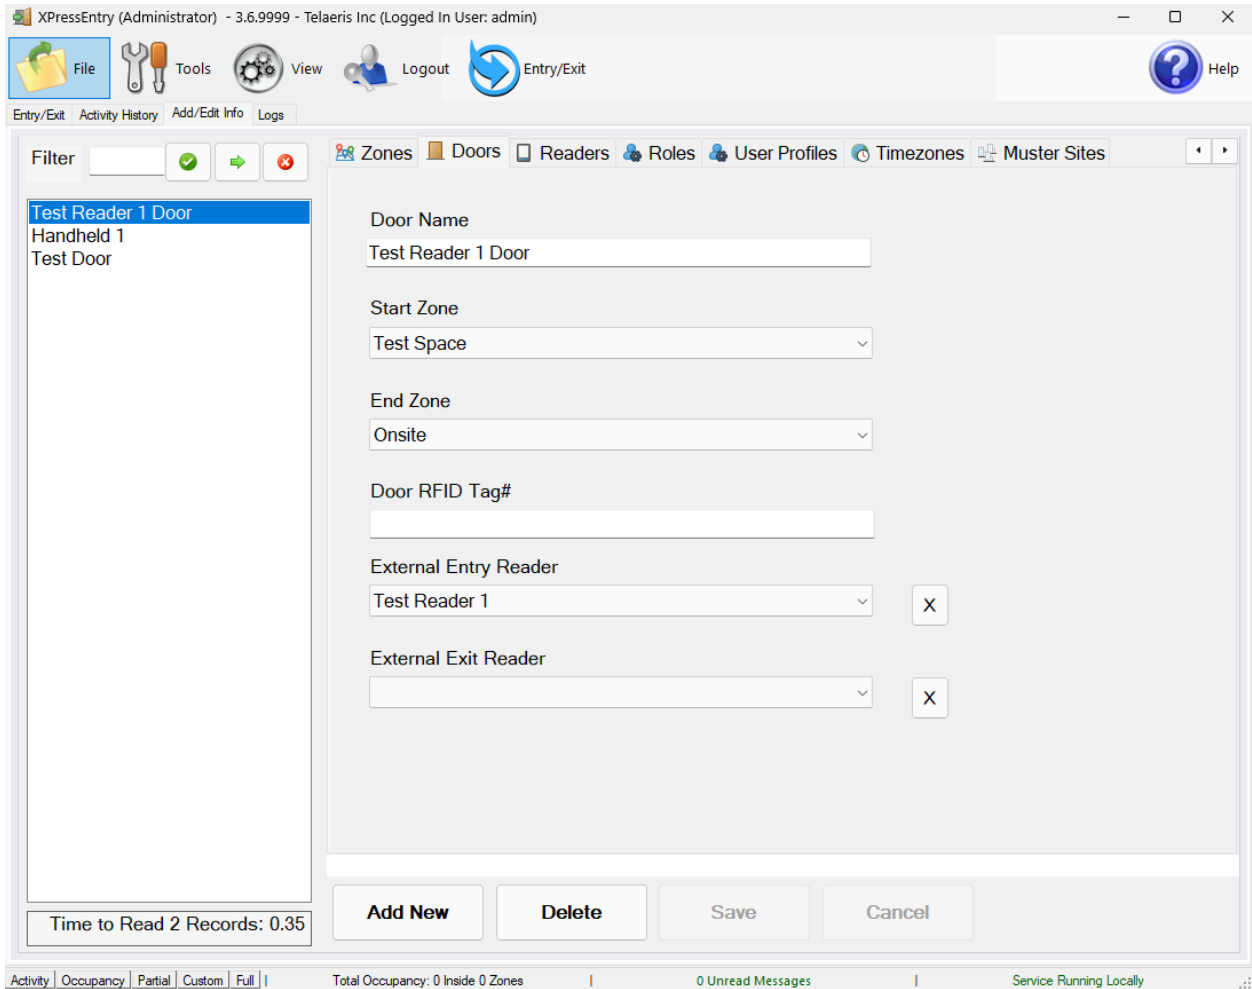 XPressEntry (Administrator) - 3.6.9999 - Telaeris Inc (Logged In User: admin)
File Tools View Logout Entry/Exit Help
Entry/Exit Activity History Add/Edit Info Logs
Filter
Zones Doors Readers Roles User Profiles Timezones Muster Sites
Test Reader 1 Door
Handheld 1
Test Door
Time to Read 2 Records: 0.35
Door Name
Test Reader 1 Door
Start Zone
Test Space
End Zone
Onsite
Door RFID Tag#
External Entry Reader
Test Reader 1
X
External Exit Reader
X
Add New Delete Save Cancel
Activity Occupancy Partial Custom Full | Total Occupancy: 0 Inside 0 Zones | 0 Unread Messages | Service Running Locally